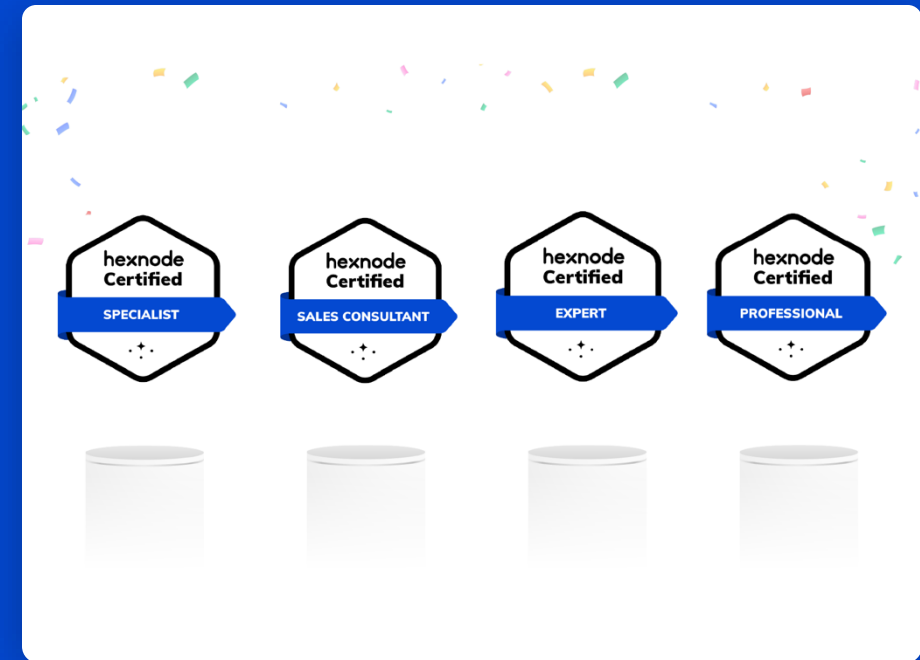 hexnode
Certified
SPECIALIST
hexnode
Certified
SALES CONSULTANT
hexnode
Certified
EXPERT
hexnode
Certified
PROFESSIONAL